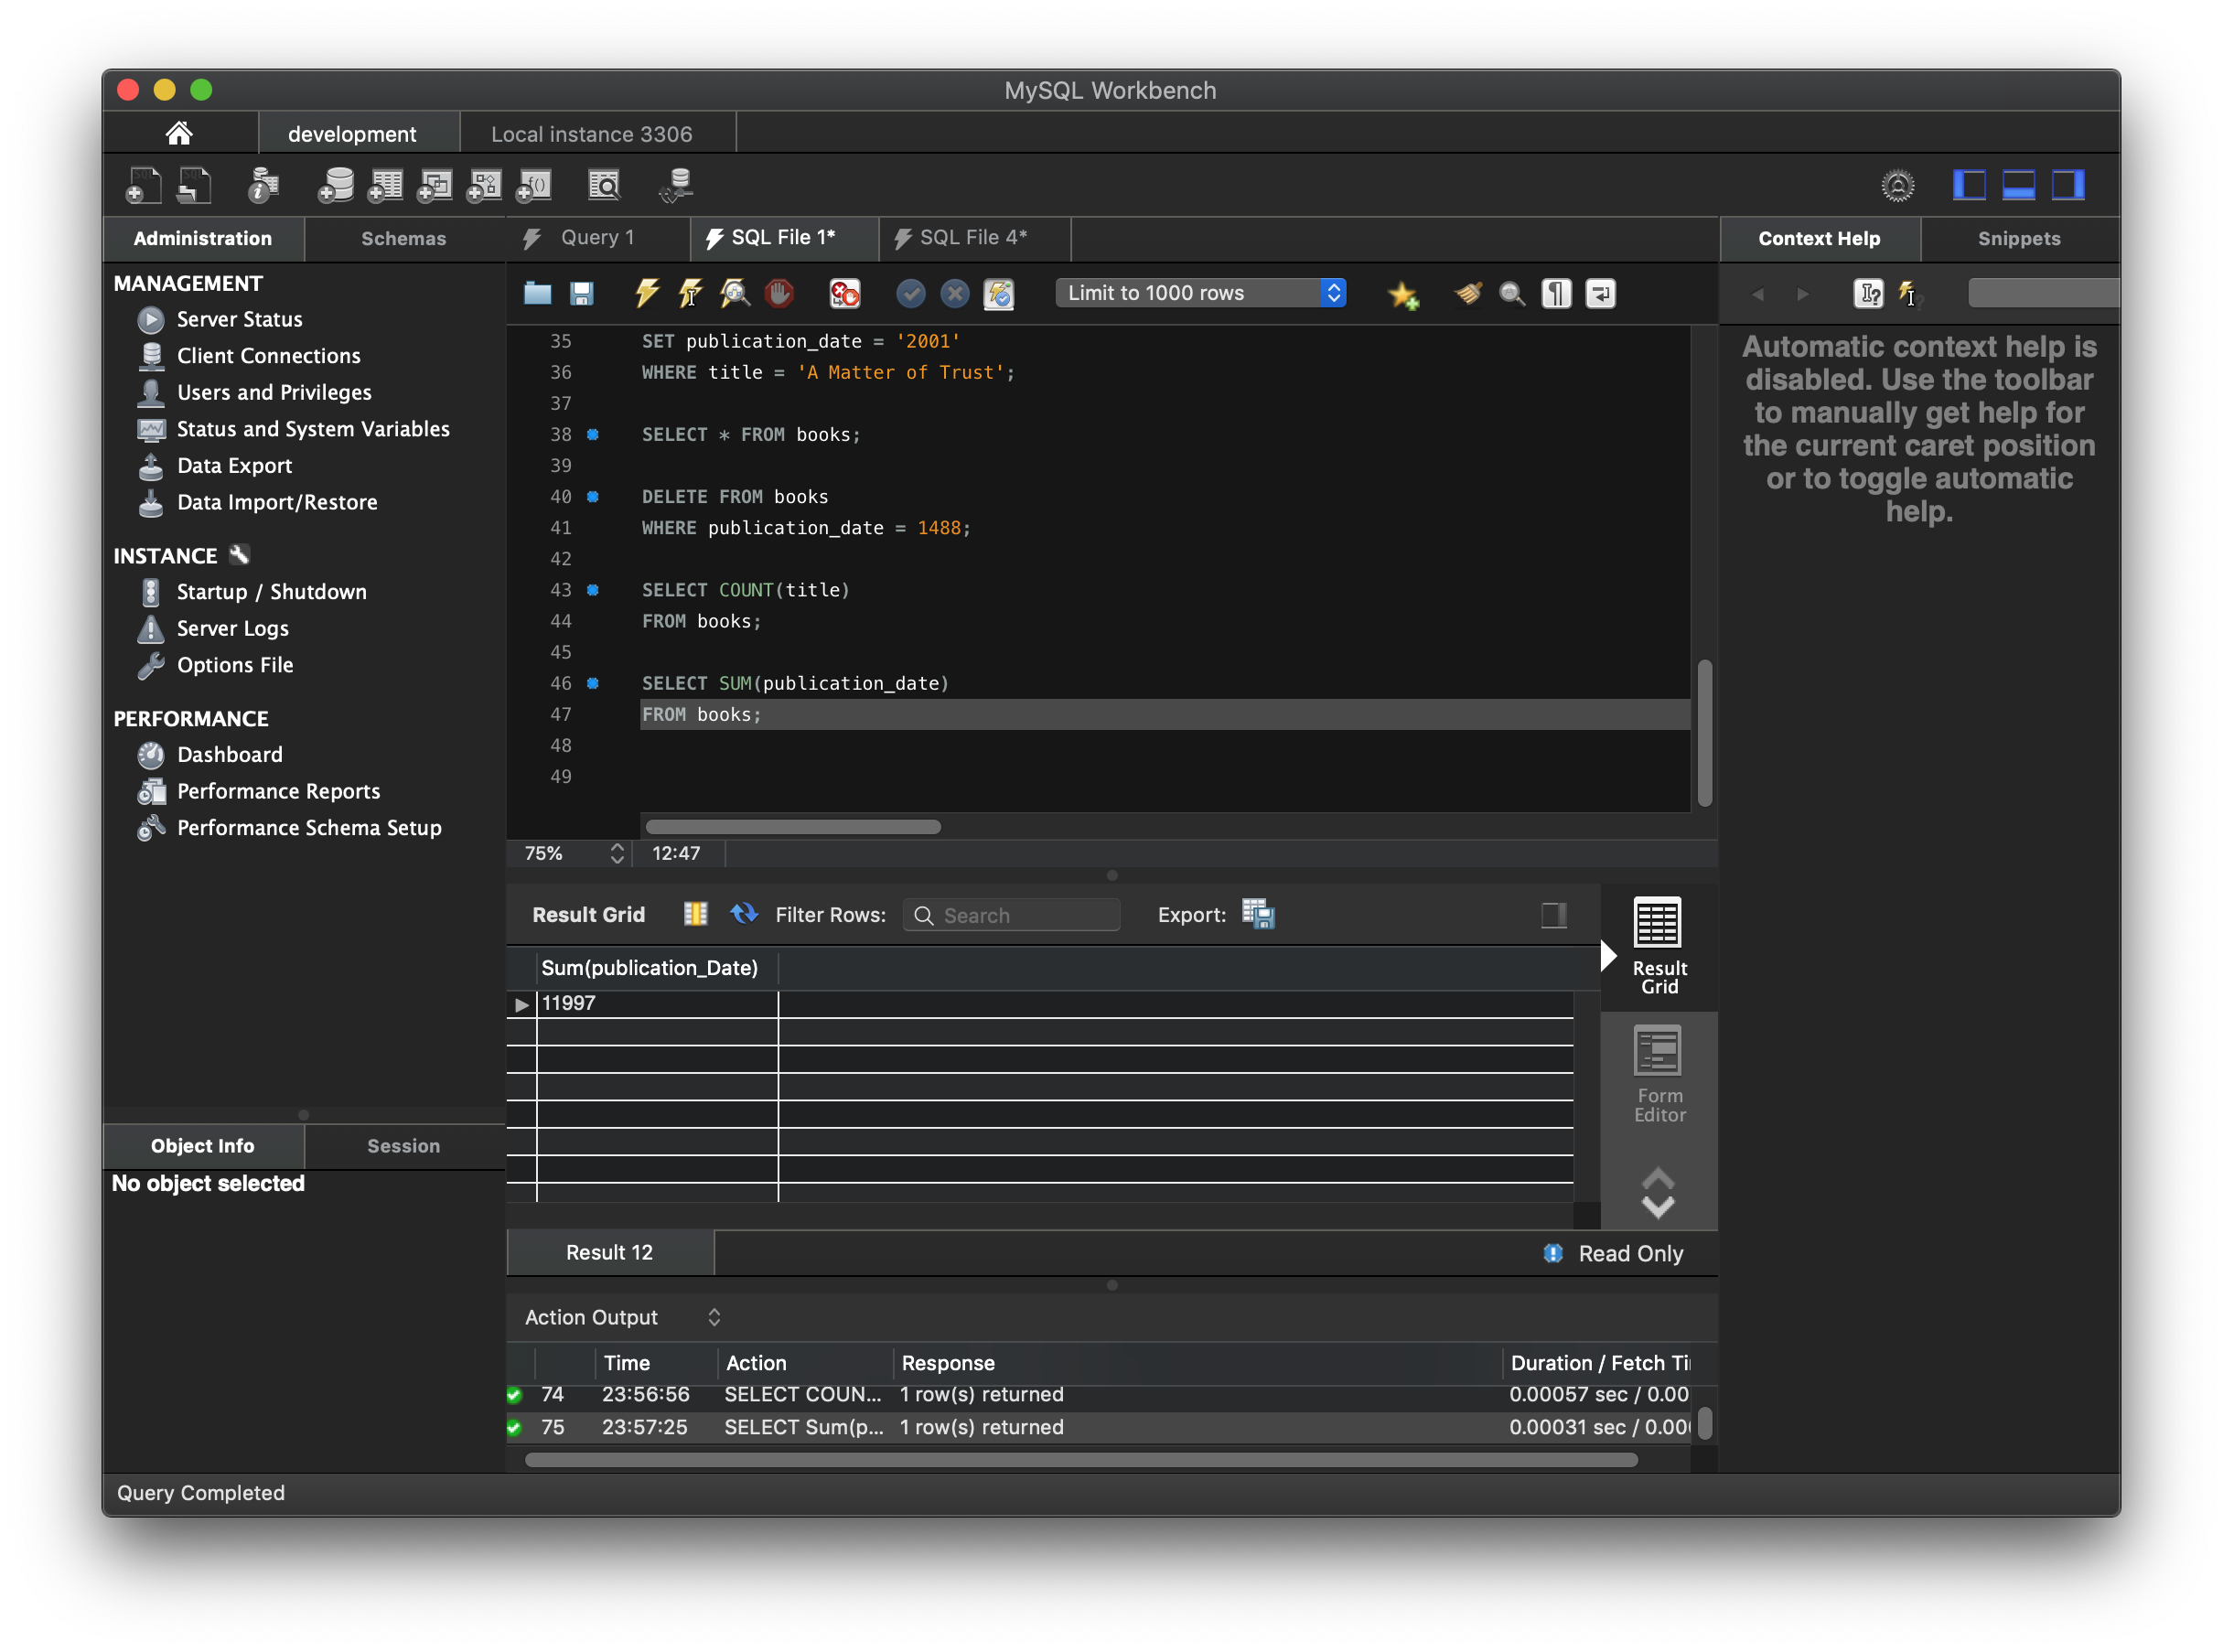 MySQL Workbench
development
Local instance 3306
Administration
Schemas
MANAGEMENT
Server Status
Client Connections
Users and Privileges
Status and System Variables
Data Export
Data Import/Restore
INSTANCE
Startup / Shutdown
Server Logs
Options File
PERFORMANCE
Dashboard
Performance Reports
Performance Schema Setup
Object Info
Session
No object selected
Query 1
SQL File 1*
SQL File 4*
Limit to 1000 rows
35 SET publication_date = '2001'
36 WHERE title = 'A Matter of Trust';
37
38 SELECT * FROM books;
39
40 DELETE FROM books
41 WHERE publication_date = 1488;
42
43 SELECT COUNT(title)
44 FROM books;
45
46 SELECT SUM(publication_date)
47 FROM books;
48
49
75% 12:47
Result Grid Filter Rows: Search Export:
Sum(publication_Date)
11997
Result
Grid
Form
Editor
Result 12
Read Only
Action Output
Time Action Response Duration / Fetch Ti
74 23:56:56 SELECT COUN... 1 row(s) returned 0.00057 sec / 0.00
75 23:57:25 SELECT Sum(p... 1 row(s) returned 0.00031 sec / 0.00
Context Help
Snippets
Automatic context help is
disabled. Use the toolbar
to manually get help for
the current caret position
or to toggle automatic
help.
Query Completed